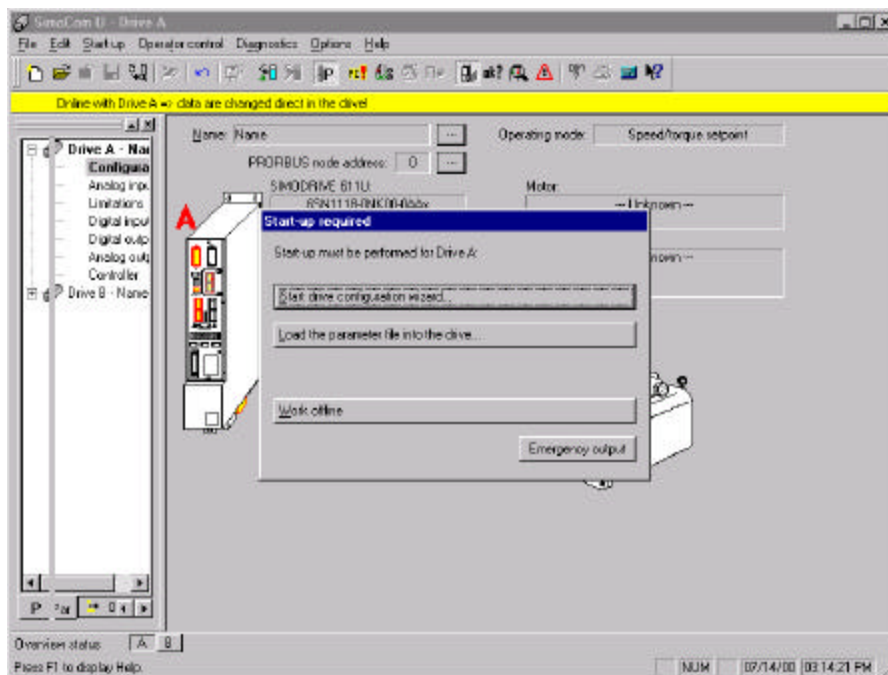 SimoCom U - Drive A
File Edit Startup Operator control Diagnostics Options Help
Online with Drive A => data are changed direct in the drive!
Drive A - Nar
Configura
Analog inpu
Limitations
Digital input
Digital outp
Analog outp
Controller
Drive B - Name
Name: Name ...
Operating mode: Speed/torque setpoint
PROFIBUS node address: 0 ...
SIMODRIVE 611U:
Motor:
--- Unknown ---
A
Start-up required
Start-up must be performed for Drive A:
Start drive configuration wizard...
Load the parameter file into the drive...
Work offline
Emergency output
Overview status A B
Press F1 to display Help.
NUM 07/14/00 03:14:21 PM